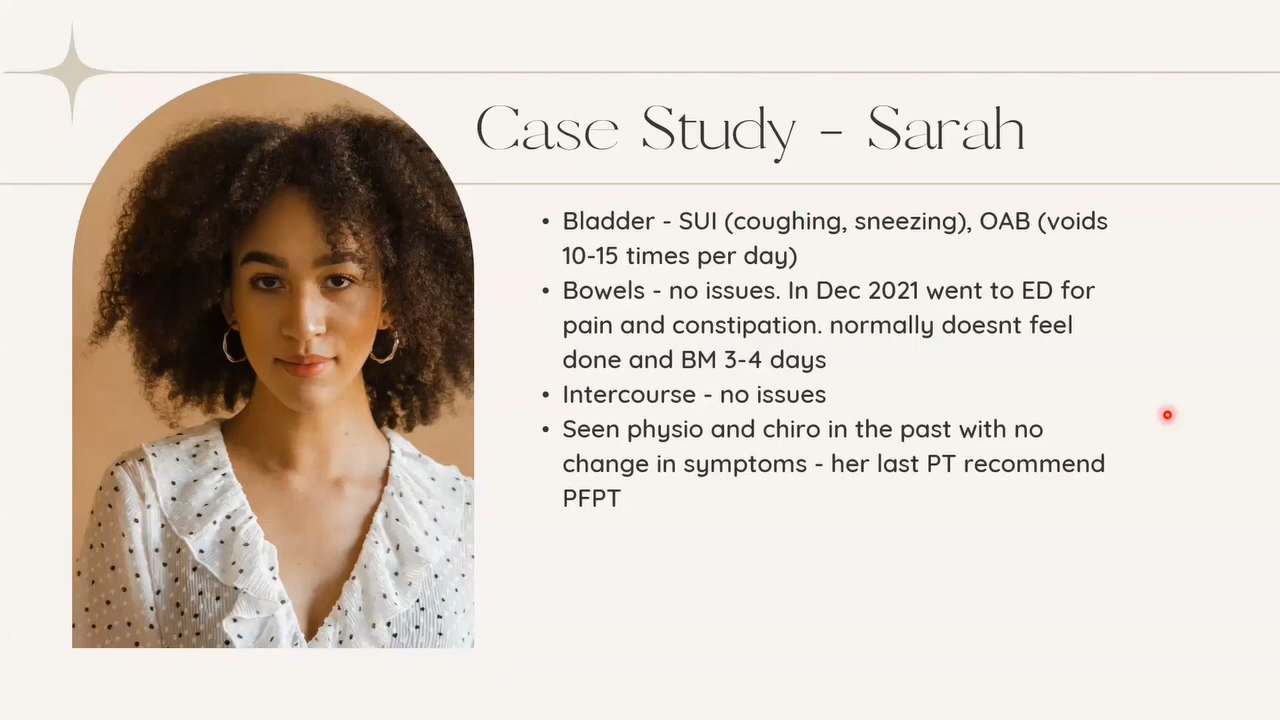 Case Study - Sarah
• Bladder - SUI (coughing, sneezing), OAB (voids
10-15 times per day)
• Bowels - no issues. In Dec 2021 went to ED for
pain and constipation. normally doesnt feel
done and BM 3-4 days
• Intercourse - no issues
• Seen physio and chiro in the past with no
change in symptoms - her last PT recommend
PFPT